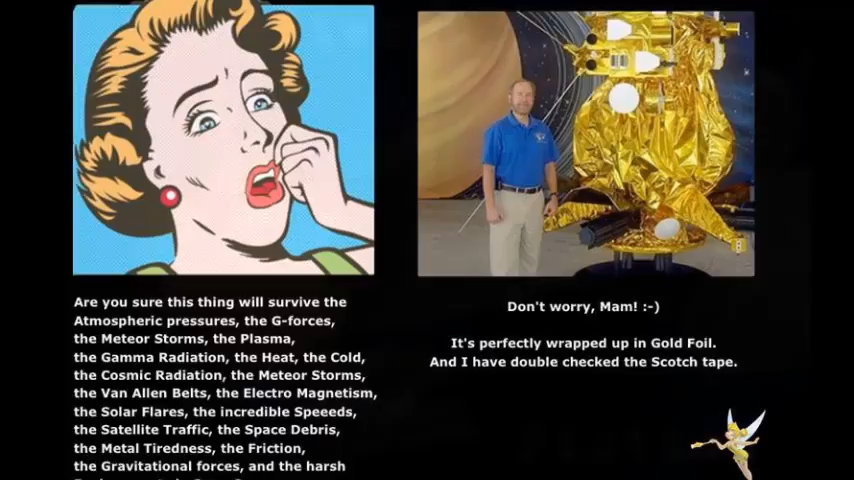 Are you sure this thing will survive the
Atmospheric pressures, the G-forces,
the Meteor Storms, the Plasma,
the Gamma Radiation, the Heat, the Cold,
the Cosmic Radiation, the Meteor Storms,
the Van Allen Belts, the Electro Magnetism,
the Solar Flares, the incredible Speeeds,
the Satellite Traffic, the Space Debris,
the Metal Tiredness, the Friction,
the Gravitational forces, and the harsh
Don't worry, Mam! :-)
It's perfectly wrapped up in Gold Foil.
And I have double checked the Scotch tape.